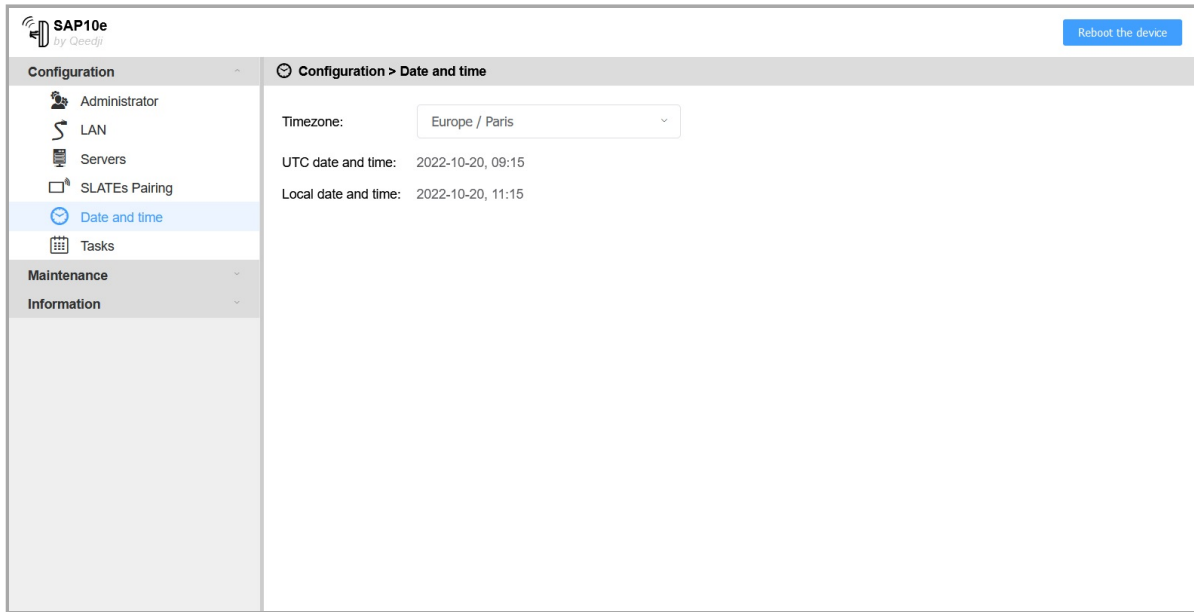 SAP10e
by Qeedji
Reboot the device
Configuration
Administrator
LAN
Servers
SLATEs Pairing
Date and time
Tasks
Maintenance
Information
Configuration > Date and time
Timezone: Europe / Paris
UTC date and time: 2022-10-20, 09:15
Local date and time: 2022-10-20, 11:15